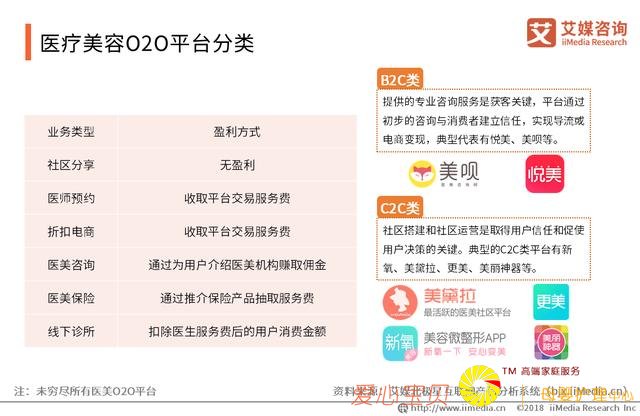 医疗美容O2O平台分类
艾媒咨询
iiMedia Research
业务类型 盈利方式
社区分享 无盈利
医师预约 收取平台交易服务费
折扣电商 收取平台交易服务费
医美咨询 通过为用户介绍医美机构赚取佣金
医美保险 通过推介保险产品抽取服务费
线下诊所 扣除医生服务费后的用户消费金额
B2C类
提供的专业咨询服务是获客关键，平台通过
初步的咨询与消费者建立信任，实现导流或
电商变现，典型代表有悦美、美呗等。
美呗
悦美
C2C类
社区搭建和社区运营是取得用户信任和促使
用户决策的关键。典型的C2C类平台有新
氧、美黛拉、更美、美丽神器等。
美黛拉
最活跃的医美社区平台
更美
新氧
美容微整形APP
新氧一下 安心变美
美丽
神器
TM 高端家庭服务
爱心宝贝
母婴护理中心
注：未穷尽所有医美O2O平台
资料来源：艾媒北极星互联网产品分析系统（bjx.iiMedia.cn）
http://www.iimedia.cn ©2018 iiMedia Research